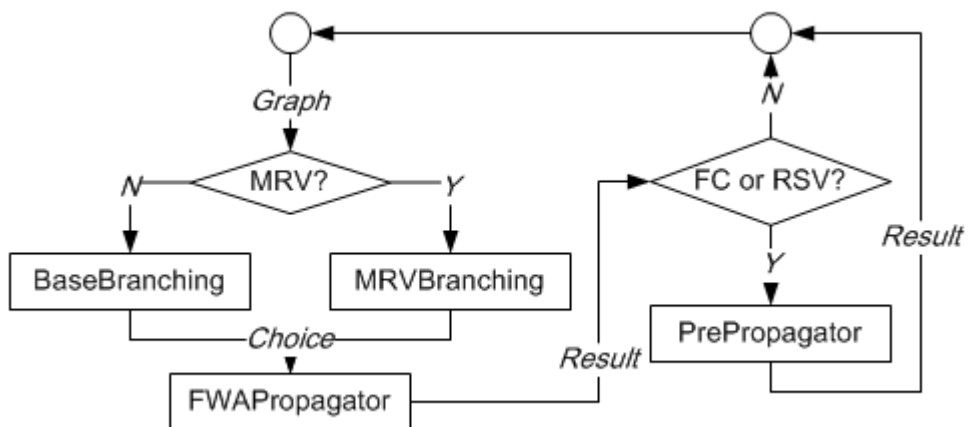 Graph
N
MRV?
N
Y
FC or RSV?
Result
BaseBranching
MRVBranching
Y
Choice
Result
PrePropagator
FWAPropagator